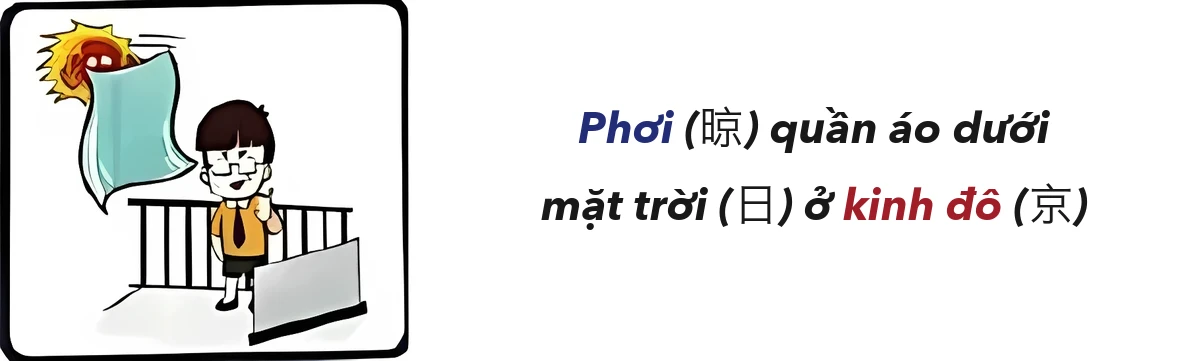 Phơi (晾) quần áo dưới
mặt trời (日) ở kinh đô (京)